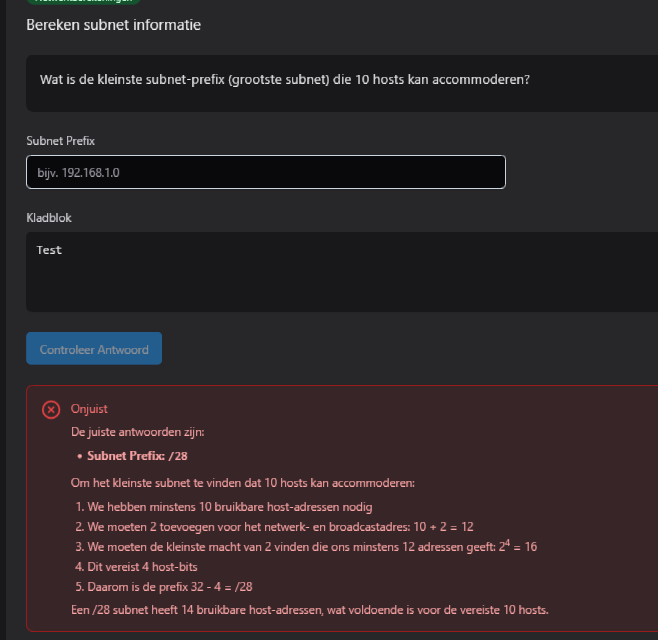 Netwerkberekeningen
Bereken subnet informatie
Wat is de kleinste subnet-prefix (grootste subnet) die 10 hosts kan accommoderen?
Subnet Prefix
bijv. 192.168.1.0
Kladblok
Test
Controleer Antwoord
Onjuist
De juiste antwoorden zijn:
• Subnet Prefix: /28
Om het kleinste subnet te vinden dat 10 hosts kan accommoderen:
1. We hebben minstens 10 bruikbare host-adressen nodig
2. We moeten 2 toevoegen voor het netwerk- en broadcastadres: 10 + 2 = 12
3. We moeten de kleinste macht van 2 vinden die ons minstens 12 adressen geeft: 2⁴ = 16
4. Dit vereist 4 host-bits
5. Daarom is de prefix 32 - 4 = /28
Een /28 subnet heeft 14 bruikbare host-adressen, wat voldoende is voor de vereiste 10 hosts.